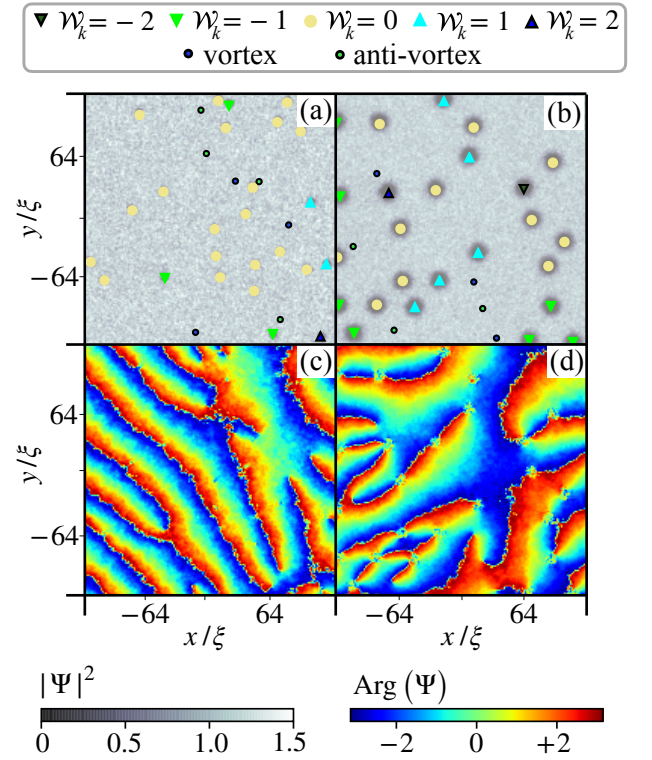 𝒲ₖ= − 2 𝒲ₖ= − 1 𝒲ₖ= 0 𝒲ₖ= 1 𝒲ₖ= 2
vortex anti-vortex
(a) (b)
y/ξ
64
−64
(c) (d)
y/ξ
64
−64
−64 64 −64 64
x/ξ x/ξ
|Ψ|² Arg (Ψ)
0 0.5 1.0 1.5 −2 0 +2